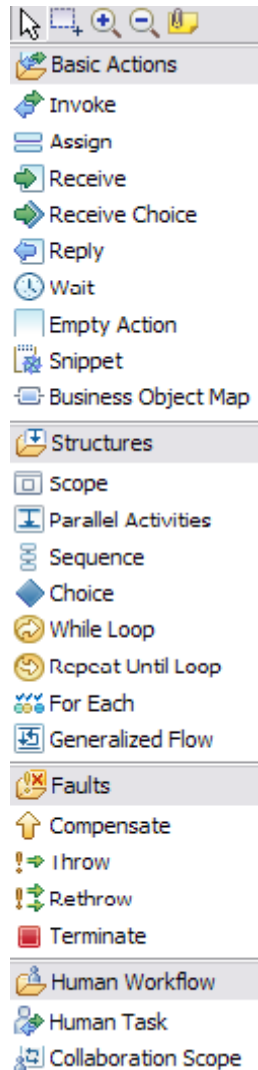 Basic Actions
Invoke
Assign
Receive
Receive Choice
Reply
Wait
Empty Action
Snippet
Business Object Map
Structures
Scope
Parallel Activities
Sequence
Choice
While Loop
Repeat Until Loop
For Each
Generalized Flow
Faults
Compensate
Throw
Rethrow
Terminate
Human Workflow
Human Task
Collaboration Scope